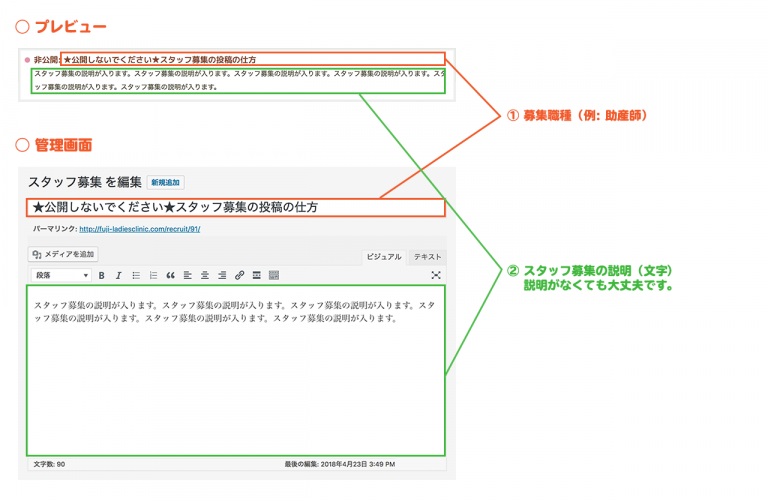 ○ プレビュー
非公開: ★公開しないでください★スタッフ募集の投稿の仕方
スタッフ募集の説明が入ります。スタッフ募集の説明が入ります。スタッフ募集の説明が入ります。スタッフ募集の説明が入ります。スタ
ッフ募集の説明が入ります。スタッフ募集の説明が入ります。
① 募集職種（例: 助産師）
○ 管理画面
スタッフ募集 を編集 新規追加
★公開しないでください★スタッフ募集の投稿の仕方
パーマリンク: http://fuji-ladiesclinic.com/recruit/91/
メディアを追加
ビジュアル テキスト
段落
② スタッフ募集の説明（文字）
説明がなくても大丈夫です。
スタッフ募集の説明が入ります。スタッフ募集の説明が入ります。スタッフ募集の説明が入ります。スタ
ッフ募集の説明が入ります。スタッフ募集の説明が入ります。スタッフ募集の説明が入ります。
文字数: 90 最後の編集: 2018年4月23日 3:49 PM